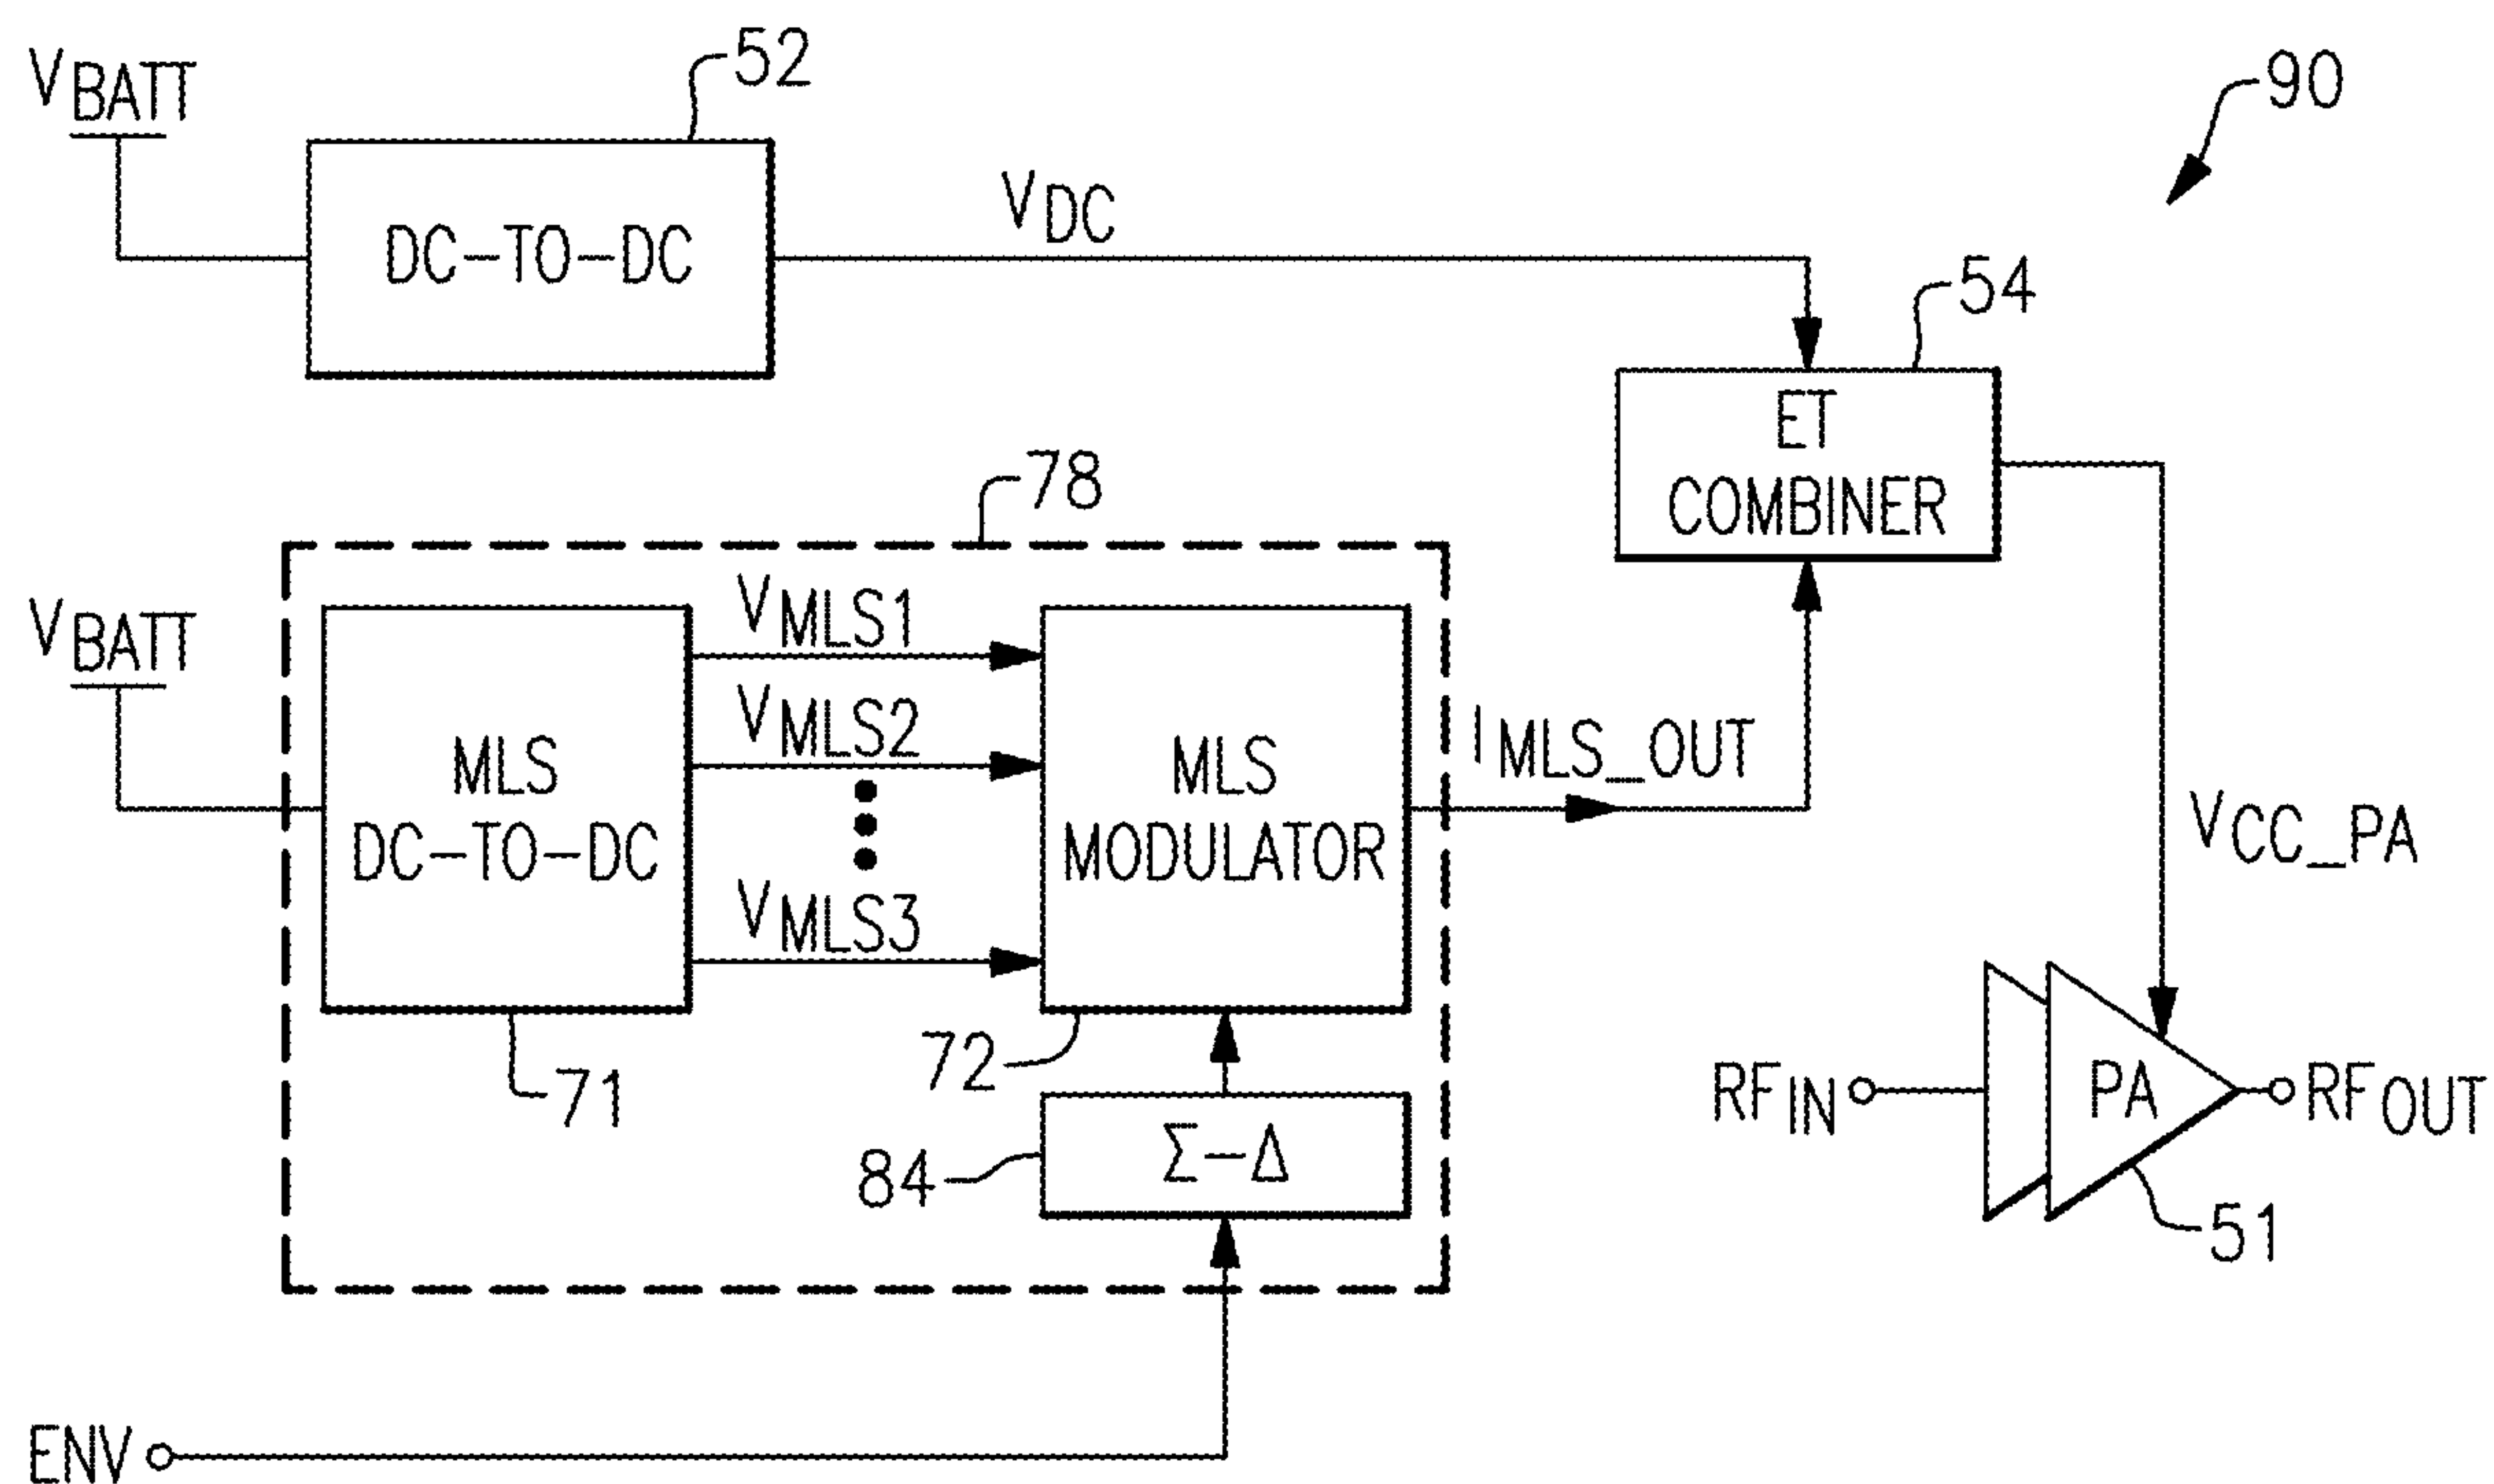 VBATT
52
90
DC-TO-DC
VDC
54
ET
COMBINER
78
VBATT
VMLS1
VMLS2
VMLS3
MLS
DC-TO-DC
MLS
MODULATOR
IMLS_OUT
VCC_PA
71
72
84
Σ-Δ
RFIN
PA
RFOUT
51
ENV